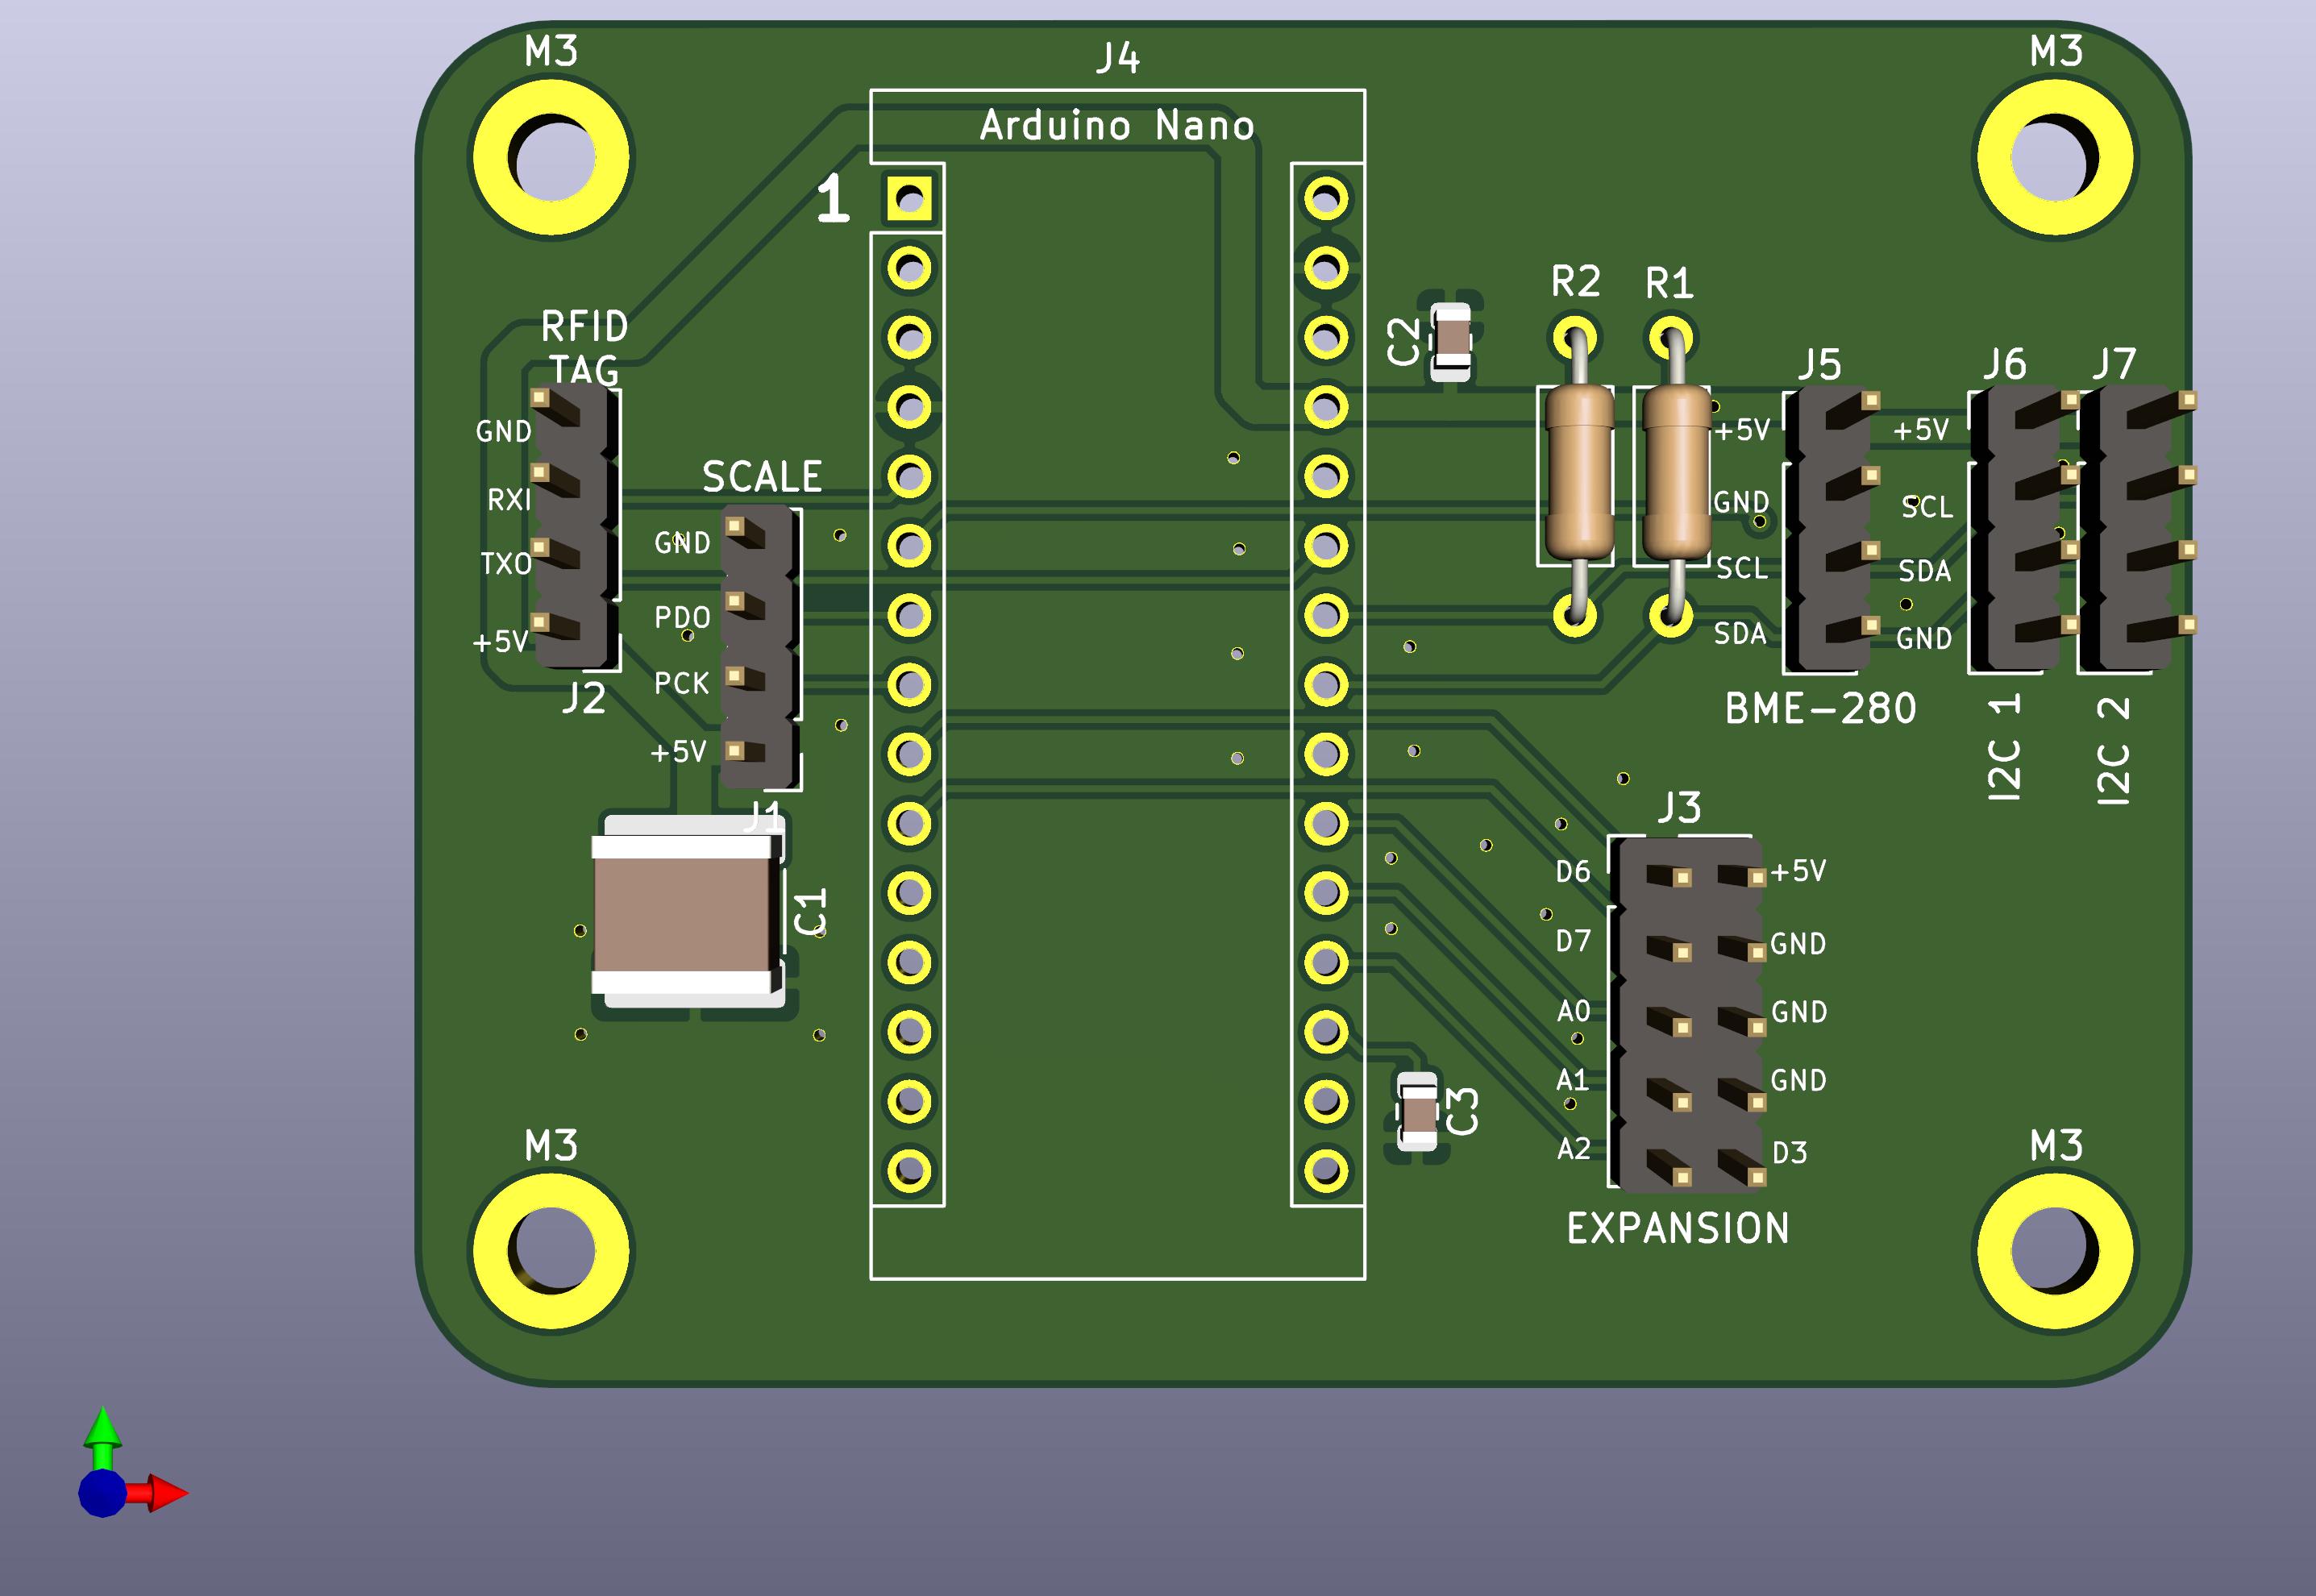 M3
J4
M3
Arduino Nano
1
R2
R1
RFID
TAG
C2
J5
J6
J7
GND
RXI
TXO
+5V
J2
SCALE
GND
PDO
PCK
+5V
J1
C1
+5V
GND
SCL
SDA
BME-280
+5V
SCL
SDA
GND
I2C 1
I2C 2
J3
D6
D7
A0
A1
A2
+5V
GND
GND
GND
D3
EXPANSION
C3
M3
M3